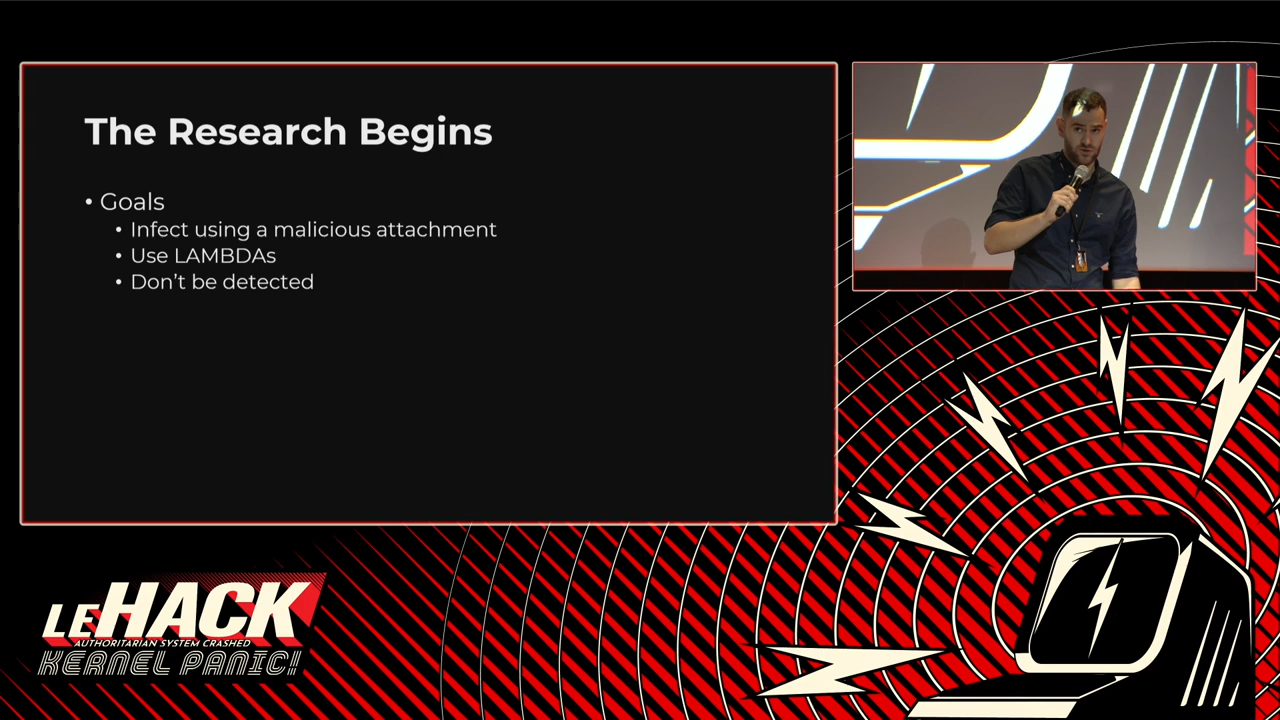 The Research Begins
• Goals
• Infect using a malicious attachment
• Use LAMBDAs
• Don't be detected
LEHACK
AUTHORITARIAN SYSTEM CRASHED
KERNEL PANIC!